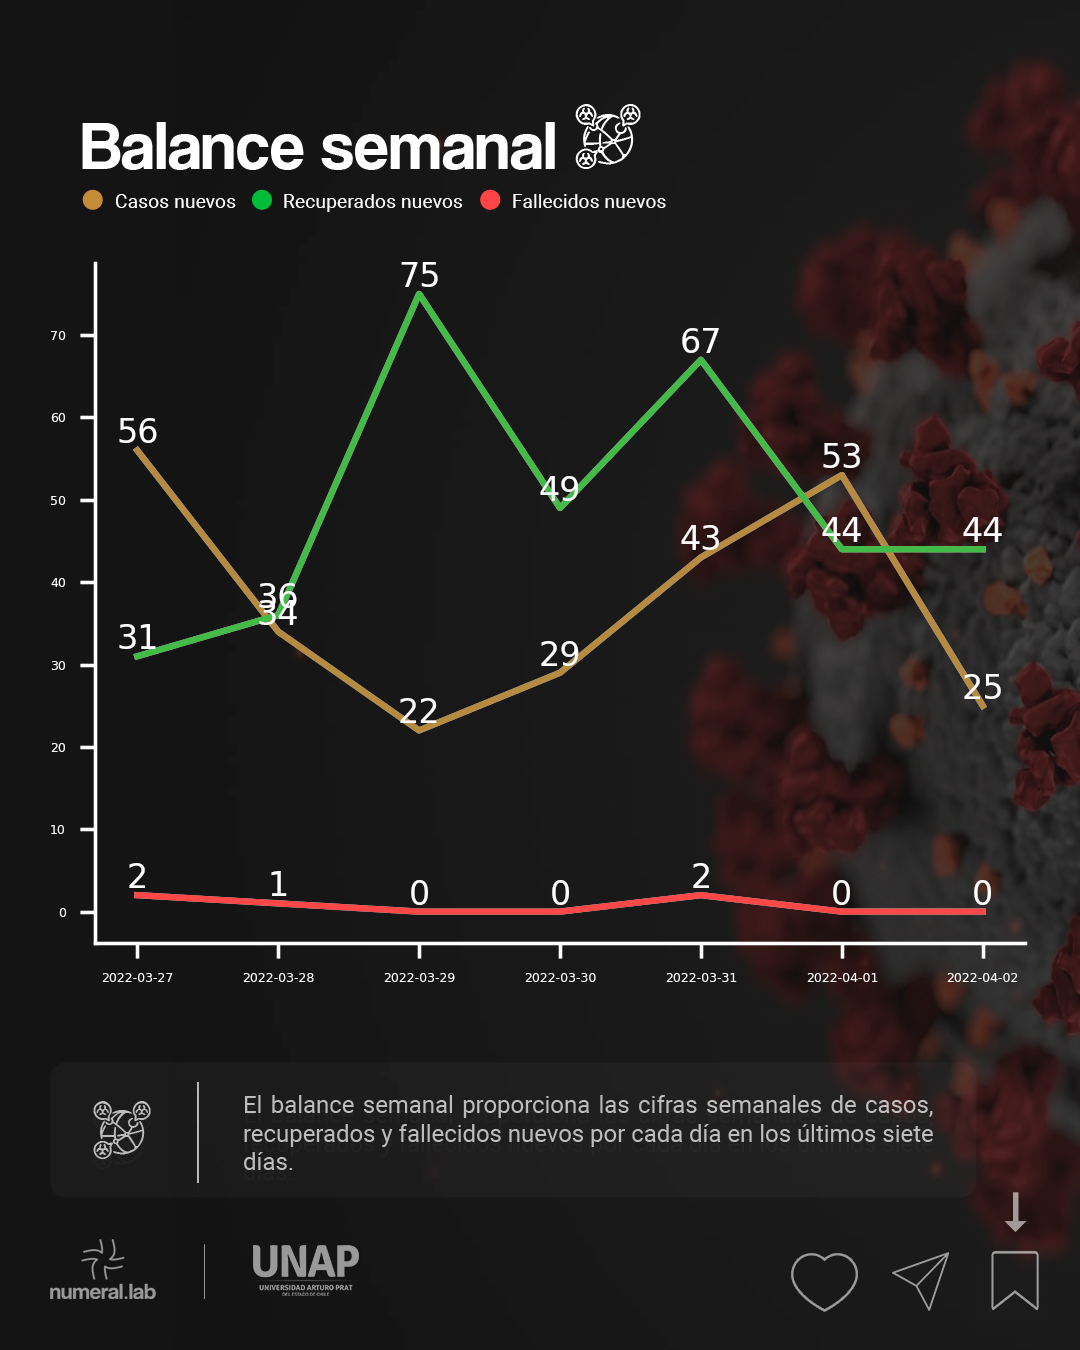 Balance semanal
Casos nuevos Recuperados nuevos Fallecidos nuevos
75
70
67
60
56
53
50
49
44 44
43
40
36
34
31
30
29
25
22
20
10
2 1 0 0 2 0 0
0
2022-03-27 2022-03-28 2022-03-29 2022-03-30 2022-03-31 2022-04-01 2022-04-02
El balance semanal proporciona las cifras semanales de casos,
recuperados y fallecidos nuevos por cada día en los últimos siete
días.
numeral.lab
UNAP
UNIVERSIDAD ARTURO PRAT
DEL ESTADO DE CHILE